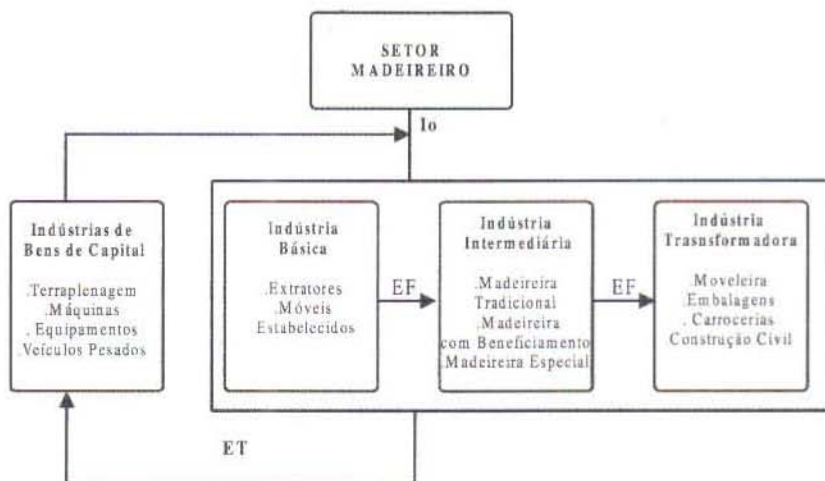 SETOR
MADEIREIRO
Io
Indústrias de
Bens de Capital
.Terraplenagem
.Máquinas
. Equipamentos
Veículos Pesados
Indústria
Básica
.Extratores
.Móveis
Estabelecidos
EF
Indústria
Intermediária
.Madeireira
Tradicional
.Madeireira
com Beneficiamento
.Madeireira Especial
EF
Indústria
Trasnsformadora
.Moveleira
.Embalagens
. Carrocerias
Construção Civil
ET